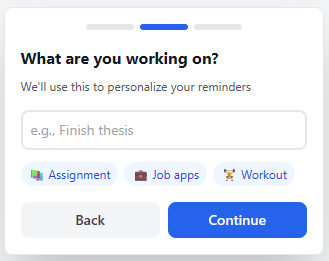 What are you working on?
We'll use this to personalize your reminders
e.g., Finish thesis
Assignment Job apps Workout
Back Continue